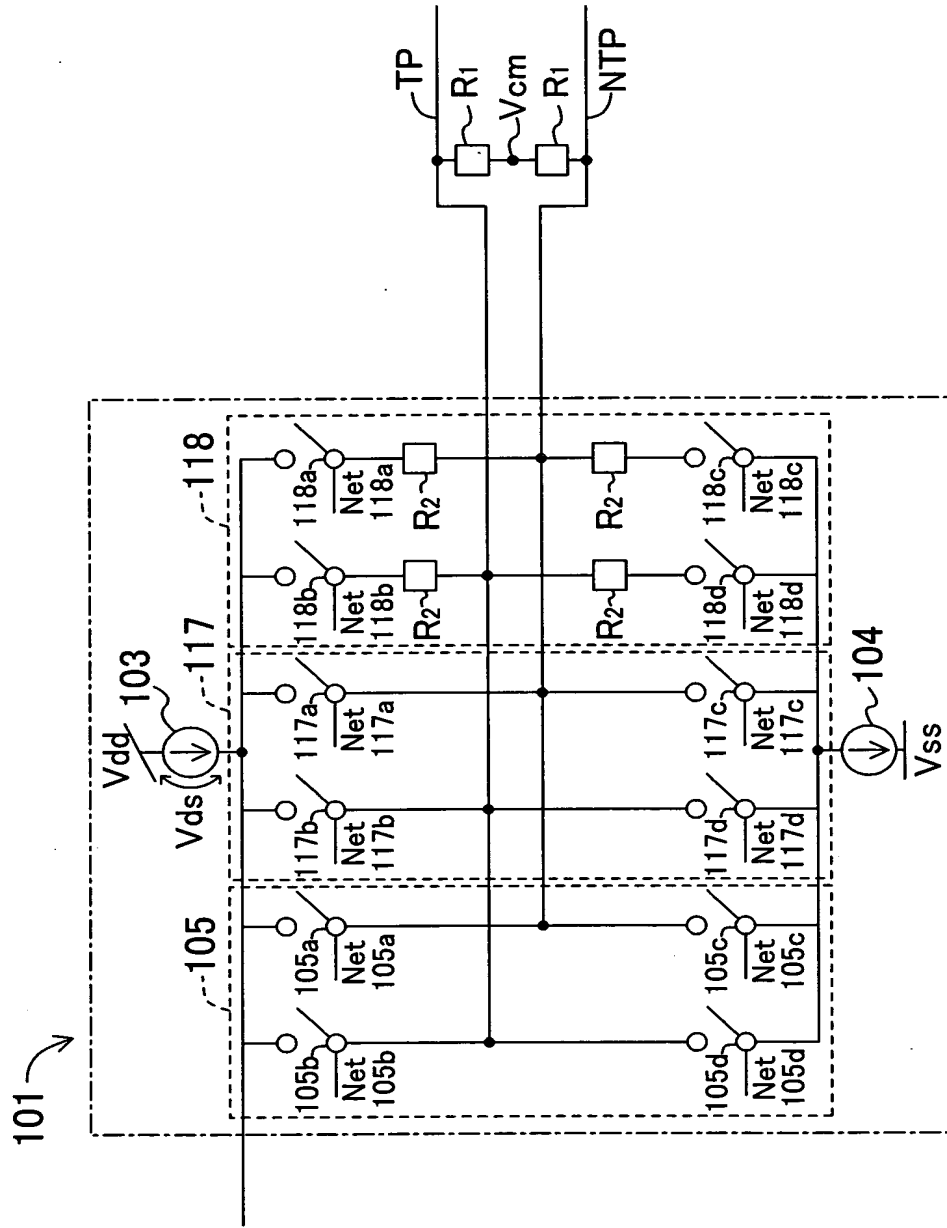 101
Vdd
103
Vds
105
117
118
105b
Net
105b
105a
Net
105a
117b
Net
117b
117a
Net
117a
118b
Net
118b
118a
Net
118a
R2
R2
R2
R2
105d
Net
105d
105c
Net
105c
117d
Net
117d
117c
Net
117c
118d
Net
118d
118c
Net
118c
104
Vss
TP
R1
Vcm
R1
NTP